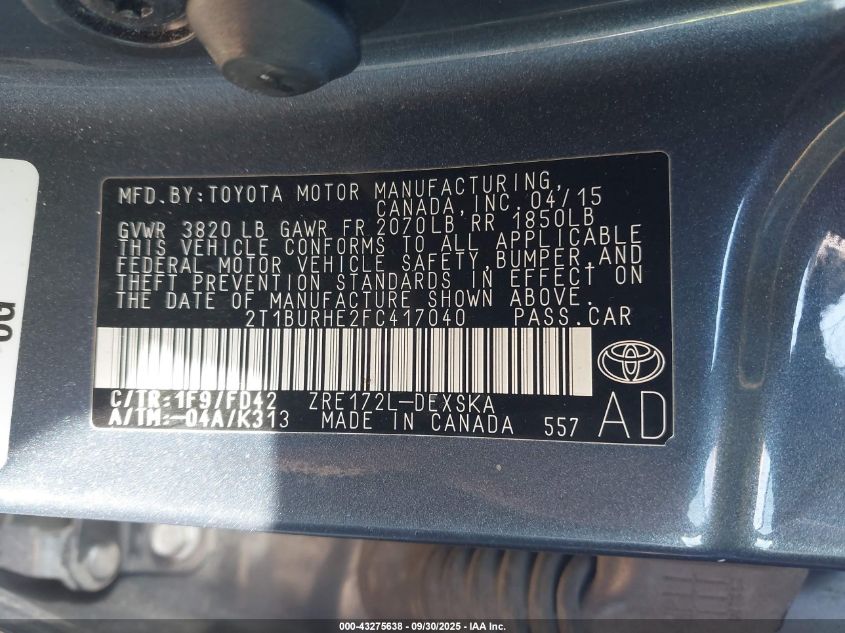 MFD.BY:TOYOTA MOTOR MANUFACTURING,
CANADA,INC.04/15
GVWR 3820 LB GAWR FR 2070LB RR 1850LB
THIS VEHICLE CONFORMS TO ALL APPLICABLE
FEDERAL MOTOR VEHICLE SAFETY,BUMPER,AND
THEFT PREVENTION STANDARDS IN EFFECT ON
THE DATE OF MANUFACTURE SHOWN ABOVE.
2T1BURHE2FC417040 PASS.CAR
C/TR:1F9/FD42 ZRE172L-DEXSKA
A/TM:-04A/K313 MADE IN CANADA 557 AD
000-43275638 - 09/30/2025 - IAA Inc.